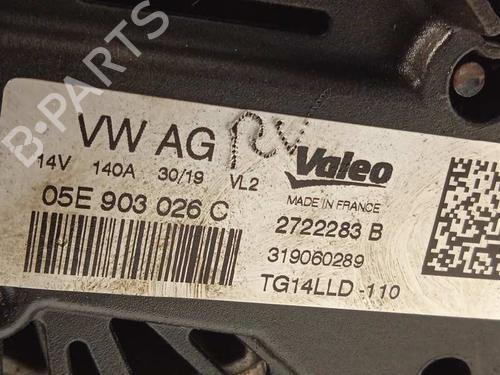 B-PARTS
VW AG
14V 140A 30/19 VL2
05E 903 026 C
Valeo
MADE IN FRANCE
2722283 B
319060289
TG14LLD -110